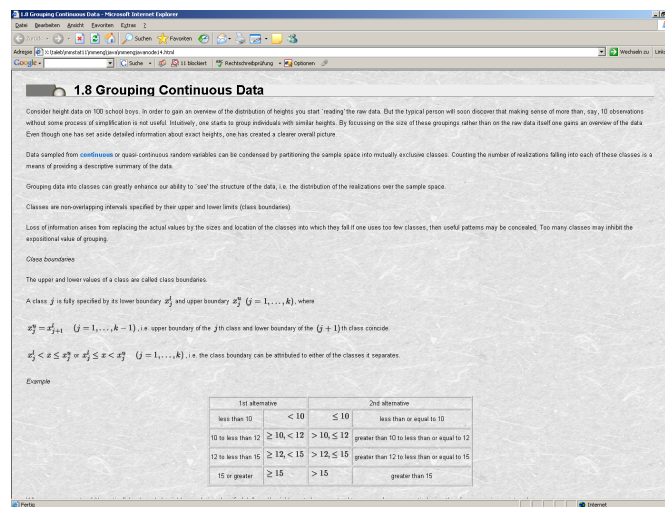 1.8 Grouping Continuous Data - Microsoft Internet Explorer
Datei Bearbeiten Ansicht Favoriten Extras ?
Zurück Suchen Favoriten
Adresse X:\taleb\mmstat11\mmeng\java\mmengjavanode14.html Wechseln zu Links
Google Suche 11 blockiert Rechtschreibprüfung Optionen
1.8 Grouping Continuous Data
Consider height data on 100 school boys. In order to gain an overview of the distribution of heights you start `reading' the raw data. But the typical person will soon discover that making sense of more than, say, 10 observations
without some process of simplification is not useful. Intuitively, one starts to group individuals with similar heights. By focussing on the size of these groupings rather than on the raw data itself one gains an overview of the data.
Even though one has set aside detailed information about exact heights, one has created a clearer overall picture.
Data sampled from continuous or quasi-continuous random variables can be condensed by partitioning the sample space into mutually exclusive classes. Counting the number of realizations falling into each of these classes is a
means of providing a descriptive summary of the data.
Grouping data into classes can greatly enhance our ability to `see' the structure of the data, i.e. the distribution of the realizations over the sample space.
Classes are non-overlapping intervals specified by their upper and lower limits (class boundaries).
Loss of information arises from replacing the actual values by the sizes and location of the classes into which they fall. If one uses too few classes, then useful patterns may be concealed. Too many classes may inhibit the
expositional value of grouping.
Class boundaries
The upper and lower values of a class are called class boundaries.
A class j is fully specified by its lower boundary x_j^l and upper boundary x_j^u (j = 1, . . . , k), where
x_j^u = x_{j+1}^l (j = 1, . . . , k − 1), i.e. upper boundary of the j th class and lower boundary of the (j + 1) th class coincide.
x_j^l < x ≤ x_j^u or x_j^l ≤ x < x_j^u (j = 1, . . . , k), i.e. the class boundary can be attributed to either of the classes it separates.
Example
1st alternative 2nd alternative
less than 10 < 10 ≤ 10 less than or equal to 10
10 to less than 12 ≥ 10, < 12 > 10, ≤ 12 greater than 10 to less than or equal to 12
12 to less than 15 ≥ 12, < 15 > 12, ≤ 15 greater than 12 to less than or equal to 15
15 or greater ≥ 15 > 15 greater than 15
Fertig Internet